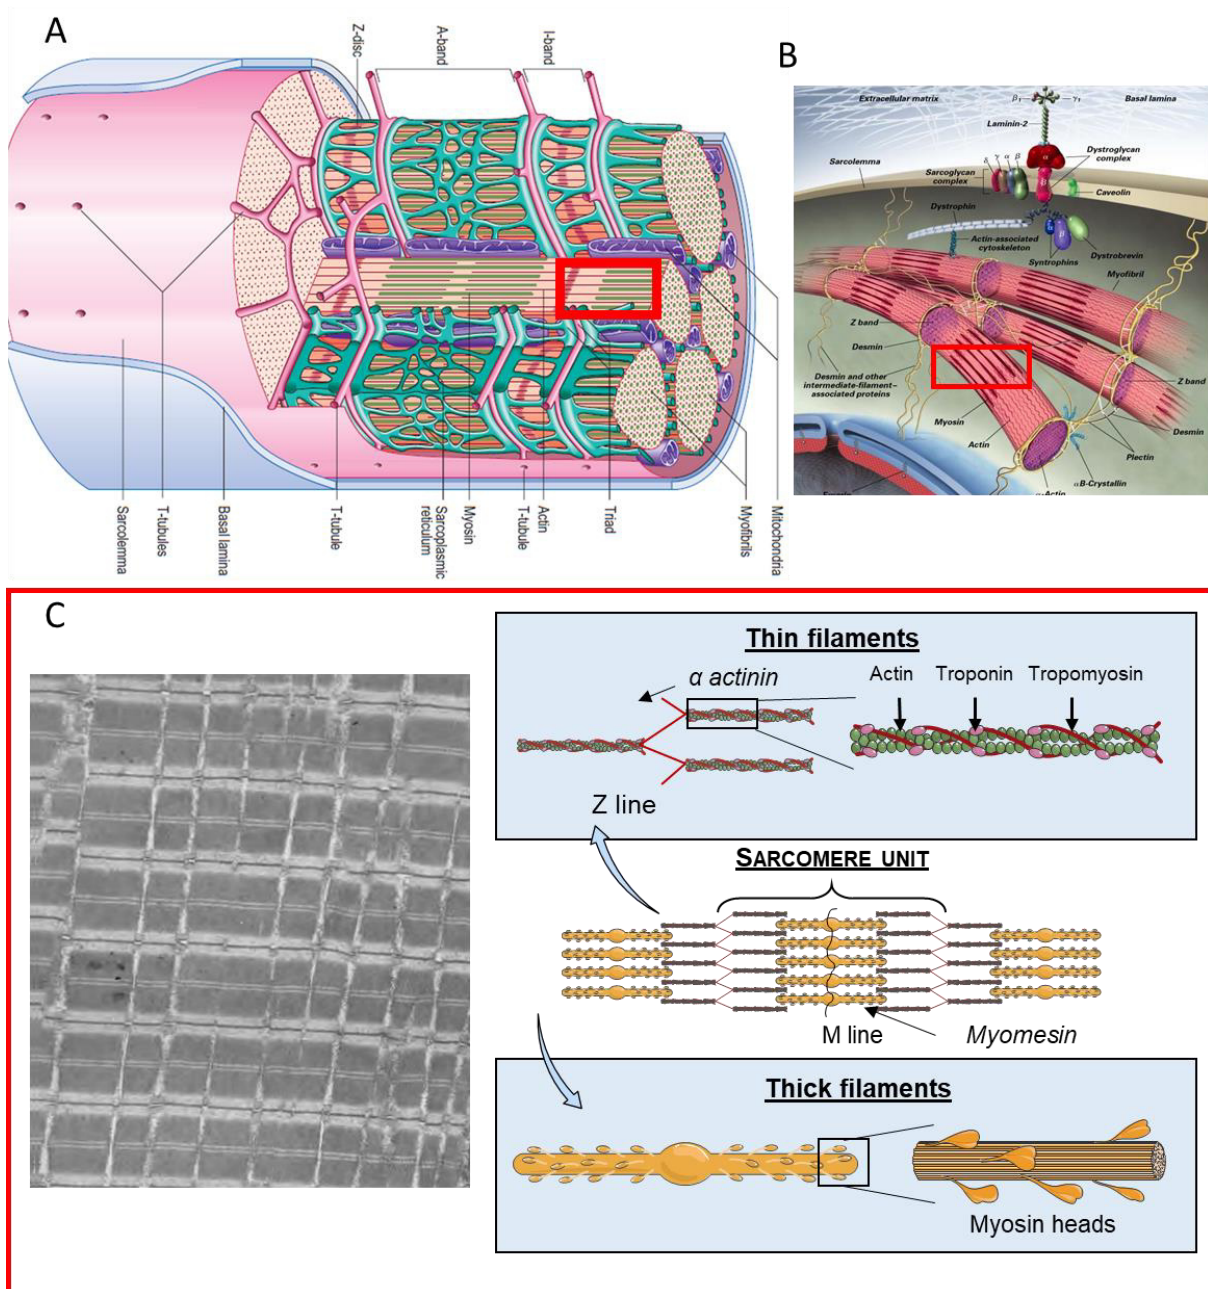 A
Z-disc
A-band
I-band
Sarcolemma
T-tubules
Basal lamina
T-tubule
Sarcoplasmic
reticulum
Myosin
T-tubule
Actin
Triad
Myofibrils
Mitochondria
B
Extracellular matrix
β₁
γ₁
Basal lamina
Laminin-2
Dystroglycan
complex
α
Sarcolemma
Sarcoglycan
complex
δ γ α β
β
Caveolin
Dystrophin
Actin-associated
cytoskeleton
Syntrophins
Dystrobrevin
Myofibril
Z band
Desmin
Desmin and other
intermediate-filament–
associated proteins
Z band
Myosin
Actin
Desmin
Plectin
αB-Crystallin
C
Thin filaments
α actinin
Actin
Troponin
Tropomyosin
Z line
SARCOMERE UNIT
M line
Myomesin
Thick filaments
Myosin heads